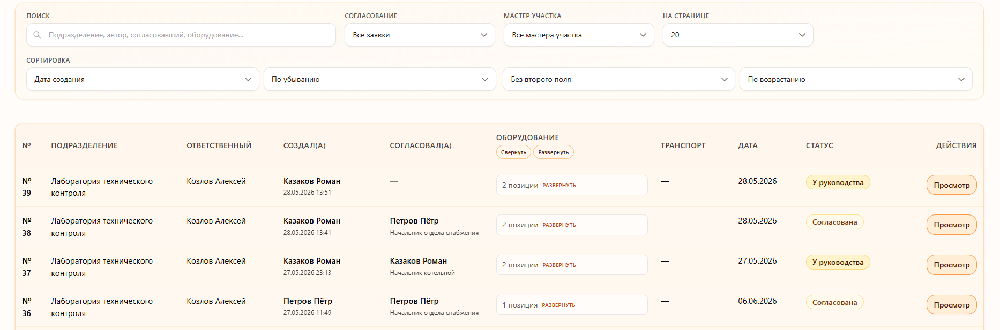 ПОИСК
СОГЛАСОВАНИЕ
МАСТЕР УЧАСТКА
НА СТРАНИЦЕ
Подразделение, автор, согласовавший, оборудование...
Все заявки
Все мастера участка
20
СОРТИРОВКА
Дата создания
По убыванию
Без второго поля
По возрастанию
№
ПОДРАЗДЕЛЕНИЕ
ОТВЕТСТВЕННЫЙ
СОЗДАЛ(А)
СОГЛАСОВАЛ(А)
ОБОРУДОВАНИЕ
Свернуть
Развернуть
ТРАНСПОРТ
ДАТА
СТАТУС
ДЕЙСТВИЯ
№
39
Лаборатория технического
контроля
Козлов Алексей
Казаков Роман
28.05.2026 13:51
—
2 позиции РАЗВЕРНУТЬ
—
28.05.2026
У руководства
Просмотр
№
38
Лаборатория технического
контроля
Козлов Алексей
Казаков Роман
28.05.2026 13:41
Петров Пётр
Начальник отдела снабжения
2 позиции РАЗВЕРНУТЬ
—
28.05.2026
Согласована
Просмотр
№
37
Лаборатория технического
контроля
Козлов Алексей
Казаков Роман
27.05.2026 23:13
Казаков Роман
Начальник котельной
2 позиции РАЗВЕРНУТЬ
—
27.05.2026
У руководства
Просмотр
№
36
Лаборатория технического
контроля
Козлов Алексей
Петров Пётр
27.05.2026 11:49
Петров Пётр
Начальник отдела снабжения
1 позиция РАЗВЕРНУТЬ
—
06.06.2026
Согласована
Просмотр